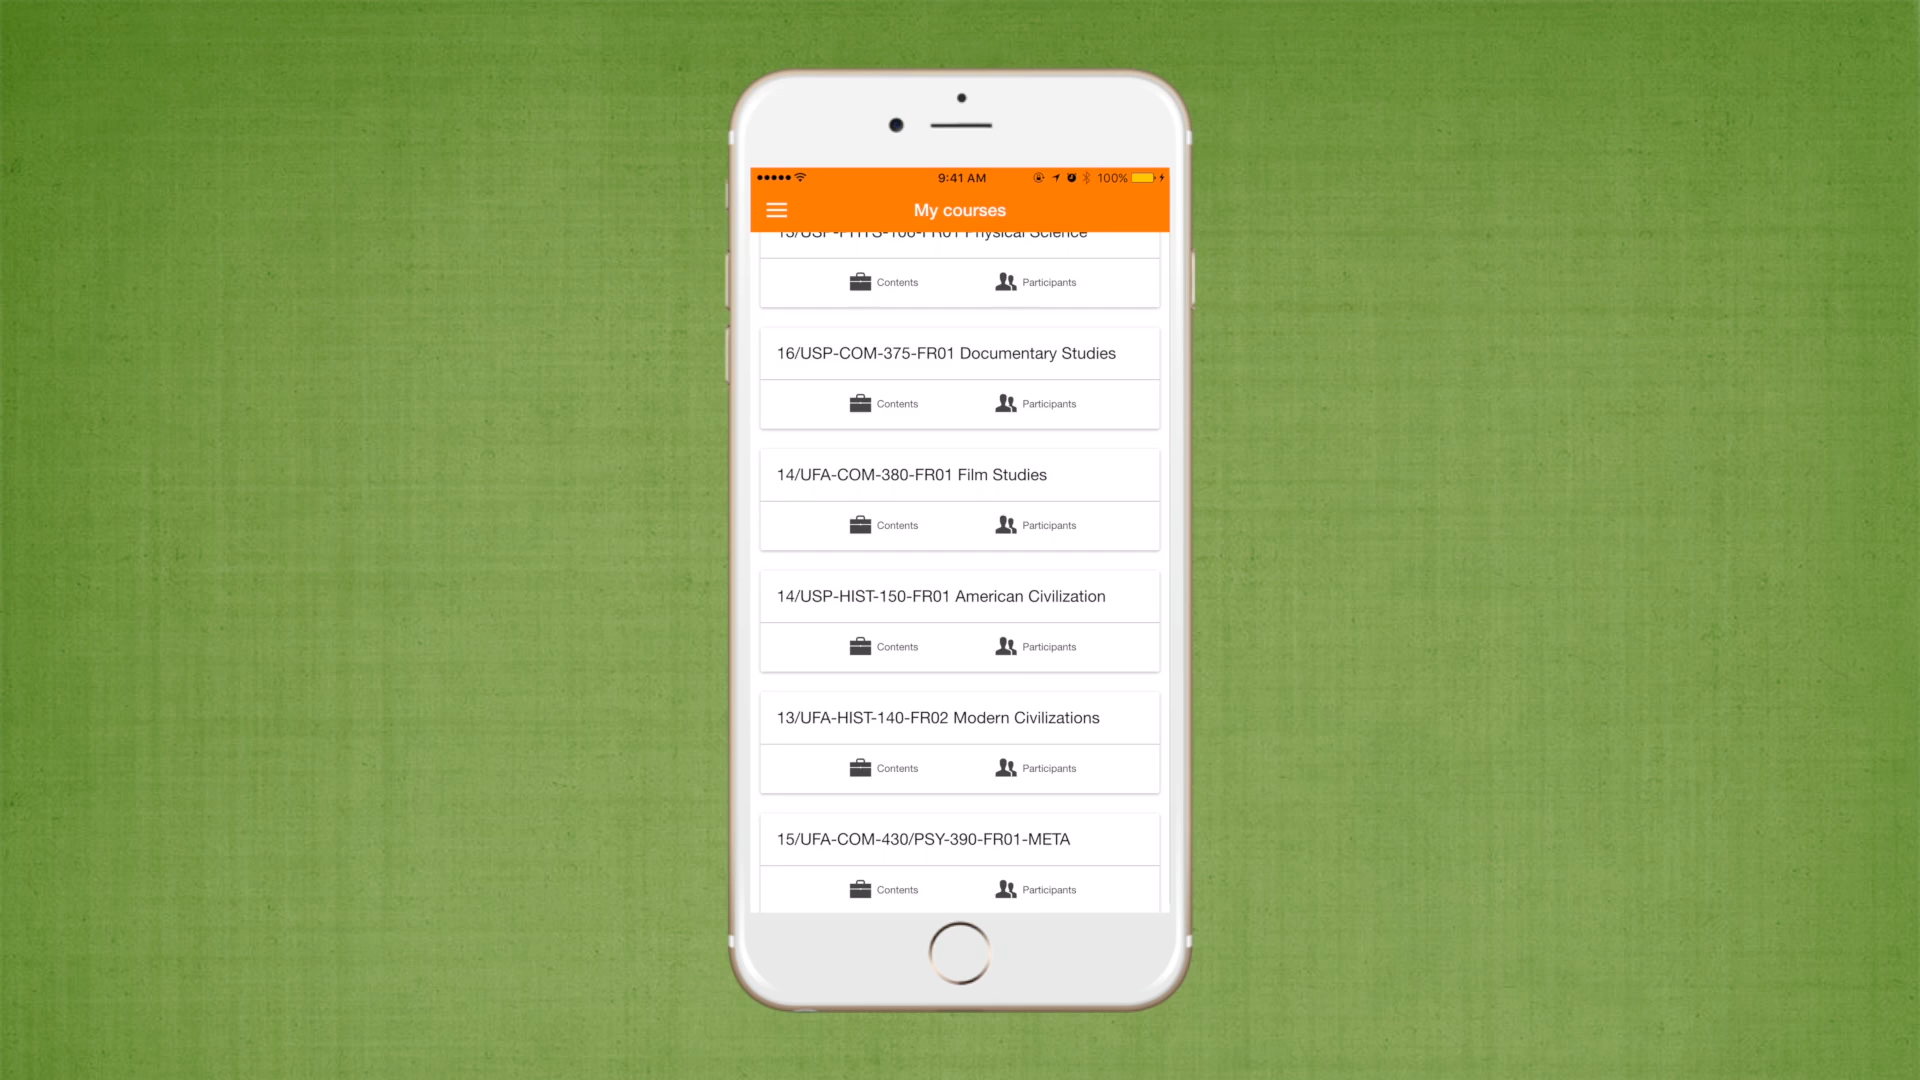 9:41 AM 100%
My courses
Physical Science
Contents Participants
16/USP-COM-375-FR01 Documentary Studies
Contents Participants
14/UFA-COM-380-FR01 Film Studies
Contents Participants
14/USP-HIST-150-FR01 American Civilization
Contents Participants
13/UFA-HIST-140-FR02 Modern Civilizations
Contents Participants
15/UFA-COM-430/PSY-390-FR01-META
Contents Participants